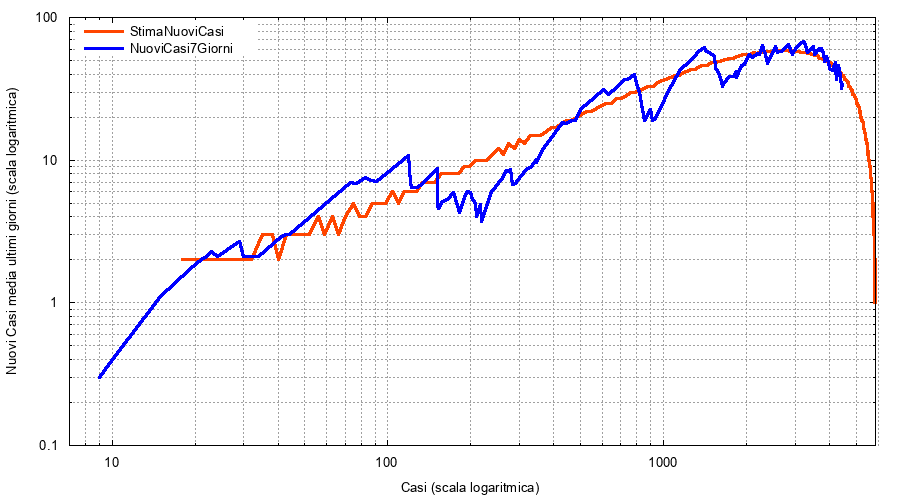 StimaNuoviCasi
NuoviCasi7Giorni
Nuovi Casi media ultimi giorni (scala logaritmica)
100
10
1
0.1
10
100
1000
Casi (scala logaritmica)